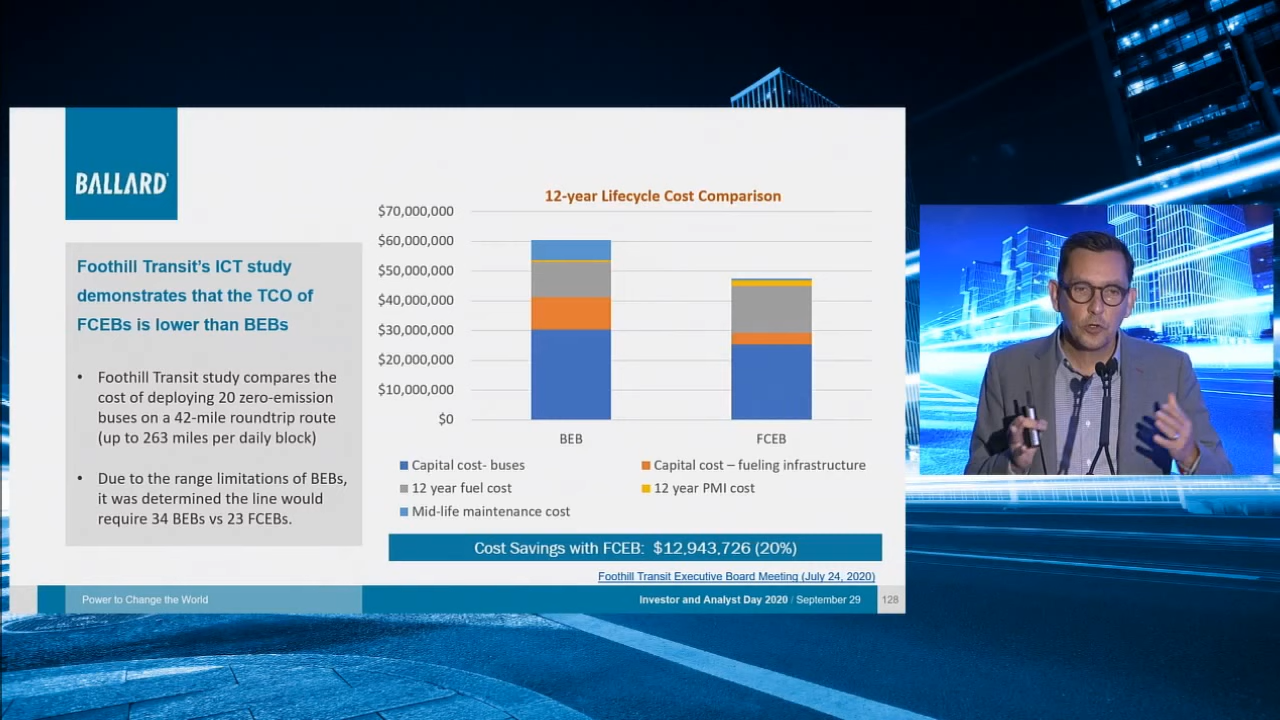 BALLARD
Foothill Transit's ICT study
demonstrates that the TCO of
FCEBs is lower than BEBs
• Foothill Transit study compares the
cost of deploying 20 zero-emission
buses on a 42-mile roundtrip route
(up to 263 miles per daily block)
• Due to the range limitations of BEBs,
it was determined the line would
require 34 BEBs vs 23 FCEBs.
12-year Lifecycle Cost Comparison
$70,000,000
$60,000,000
$50,000,000
$40,000,000
$30,000,000
$20,000,000
$10,000,000
$0
BEB FCEB
Capital cost- buses Capital cost – fueling infrastructure
12 year fuel cost 12 year PMI cost
Mid-life maintenance cost
Cost Savings with FCEB: $12,943,726 (20%)
Foothill Transit Executive Board Meeting (July 24, 2020)
Power to Change the World Investor and Analyst Day 2020 / September 29 128